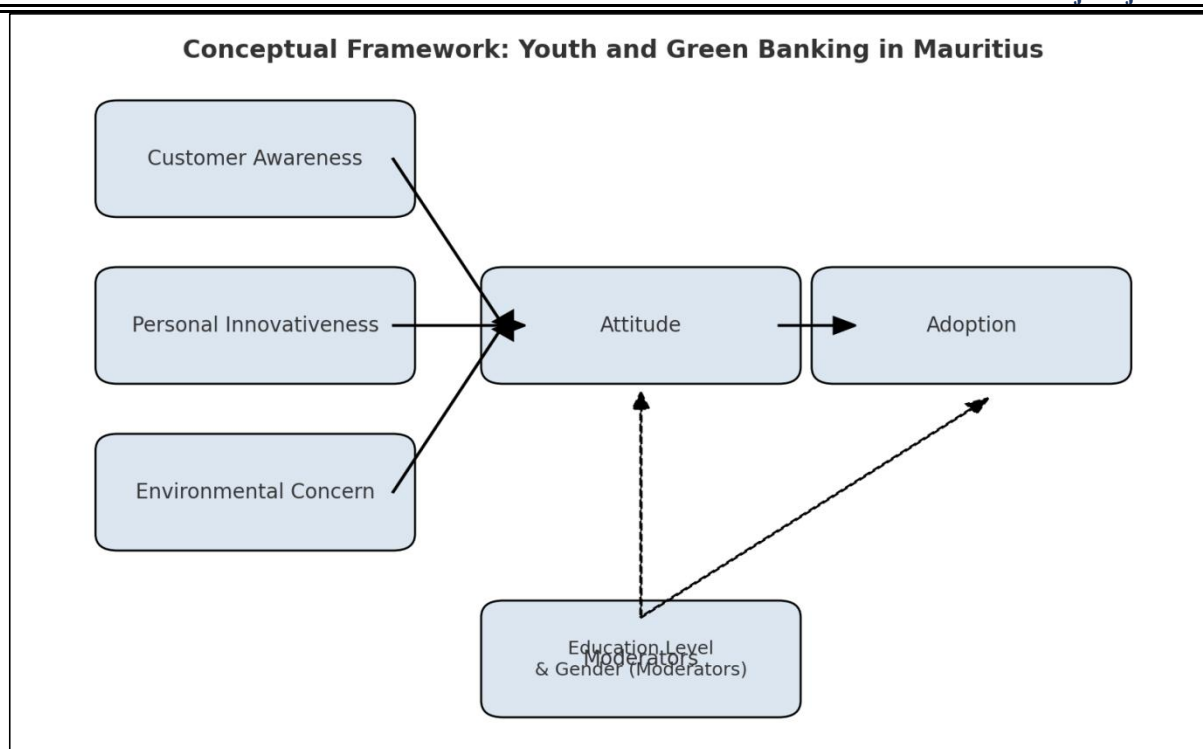 Conceptual Framework: Youth and Green Banking in Mauritius
Customer Awareness
Personal Innovativeness
Attitude
Adoption
Environmental Concern
Education Level
Moderators
& Gender (Moderators)